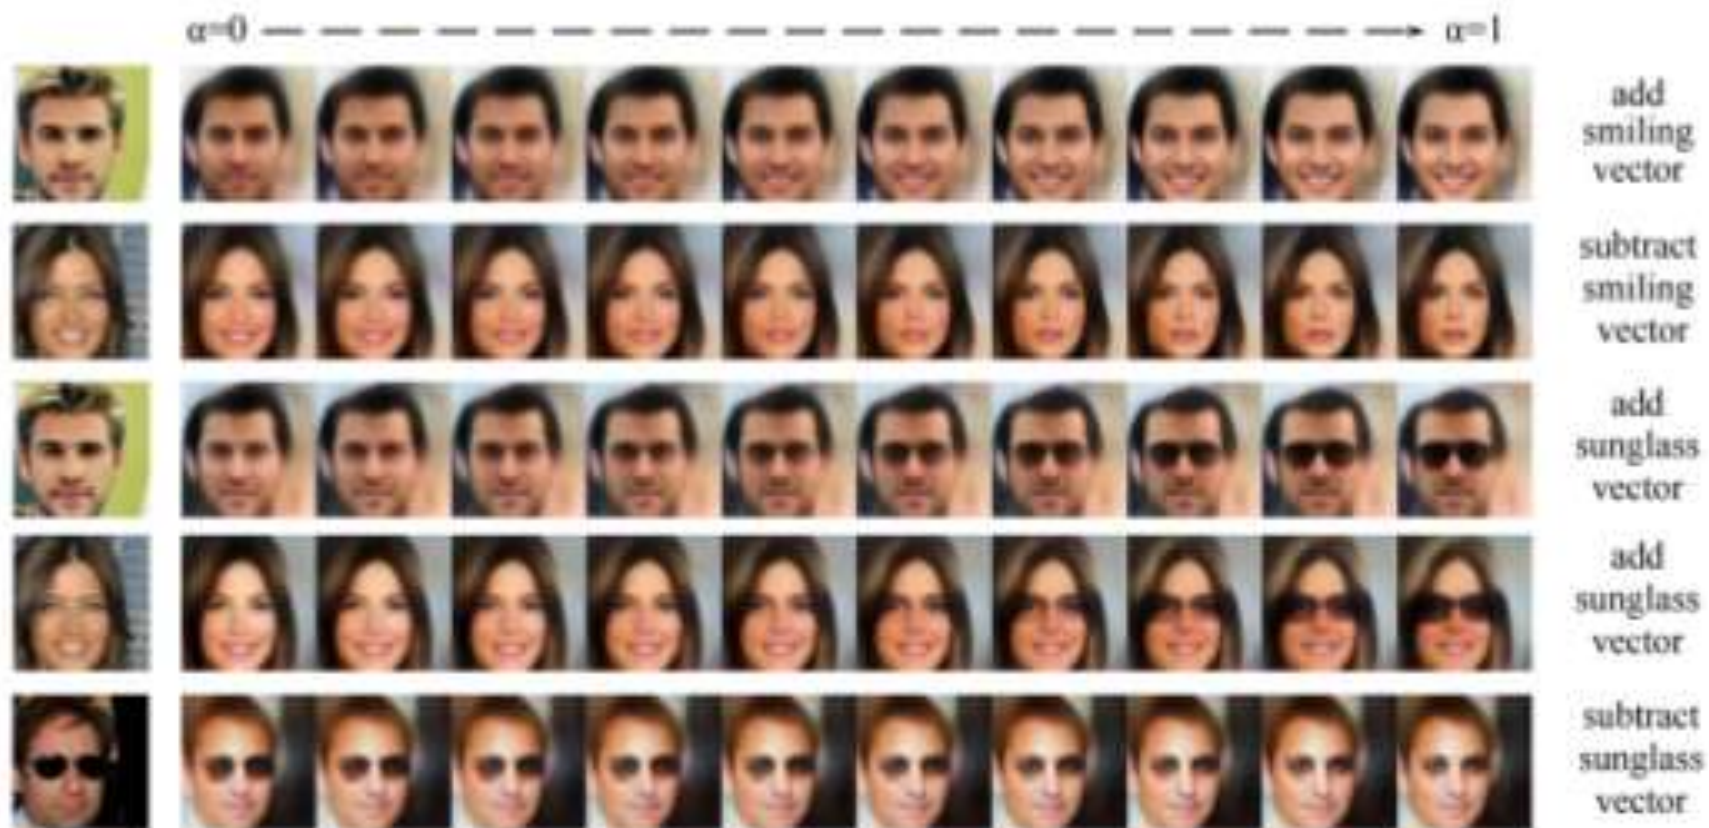 α=0
α=1
add
smiling
vector
subtract
smiling
vector
add
sunglass
vector
add
sunglass
vector
subtract
sunglass
vector